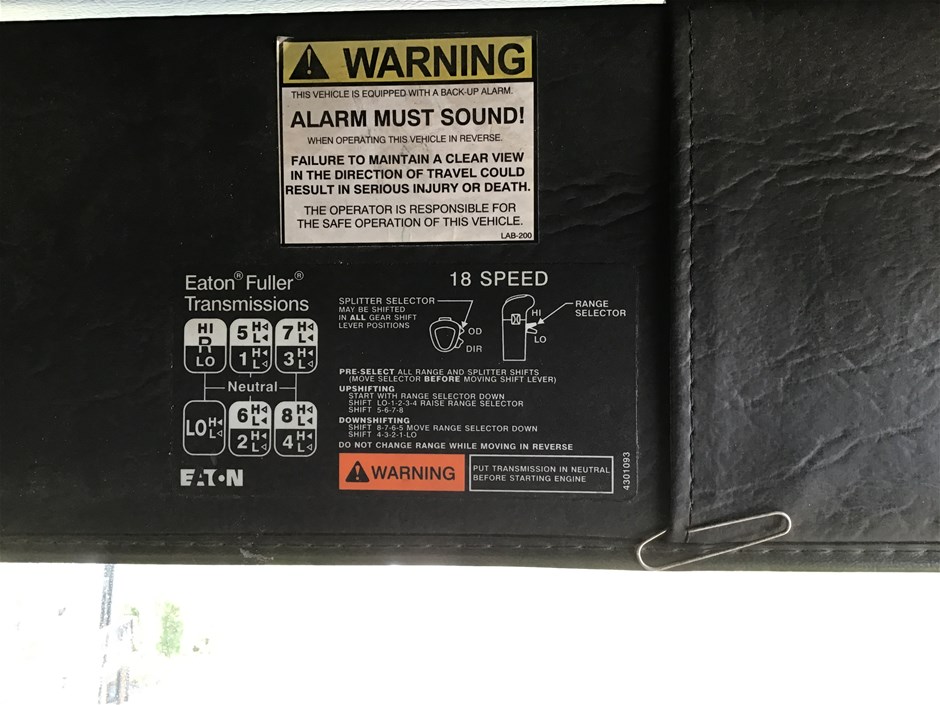 WARNING
THIS VEHICLE IS EQUIPPED WITH A BACK-UP ALARM.
ALARM MUST SOUND!
WHEN OPERATING THIS VEHICLE IN REVERSE.
FAILURE TO MAINTAIN A CLEAR VIEW
IN THE DIRECTION OF TRAVEL COULD
RESULT IN SERIOUS INJURY OR DEATH.
THE OPERATOR IS RESPONSIBLE FOR
THE SAFE OPERATION OF THIS VEHICLE.
LAB-200
Eaton® Fuller®
Transmissions
HI
R
LO
5 H L
1 H L
7 H L
3 H L
Neutral
LO H L
6 H L
2 H L
8 H L
4 H L
EATON
18 SPEED
SPLITTER SELECTOR
MAY BE SHIFTED
IN ALL GEAR SHIFT
LEVER POSITIONS
OD
DIR
HI
LO
RANGE
SELECTOR
PRE-SELECT ALL RANGE AND SPLITTER SHIFTS
(MOVE SELECTOR BEFORE MOVING SHIFT LEVER)
UPSHIFTING
START WITH RANGE SELECTOR DOWN
SHIFT LO-1-2-3-4 RAISE RANGE SELECTOR
SHIFT 5-6-7-8
DOWNSHIFTING
SHIFT 8-7-6-5 MOVE RANGE SELECTOR DOWN
SHIFT 4-3-2-1-LO
DO NOT CHANGE RANGE WHILE MOVING IN REVERSE
WARNING
PUT TRANSMISSION IN NEUTRAL
BEFORE STARTING ENGINE
4301093